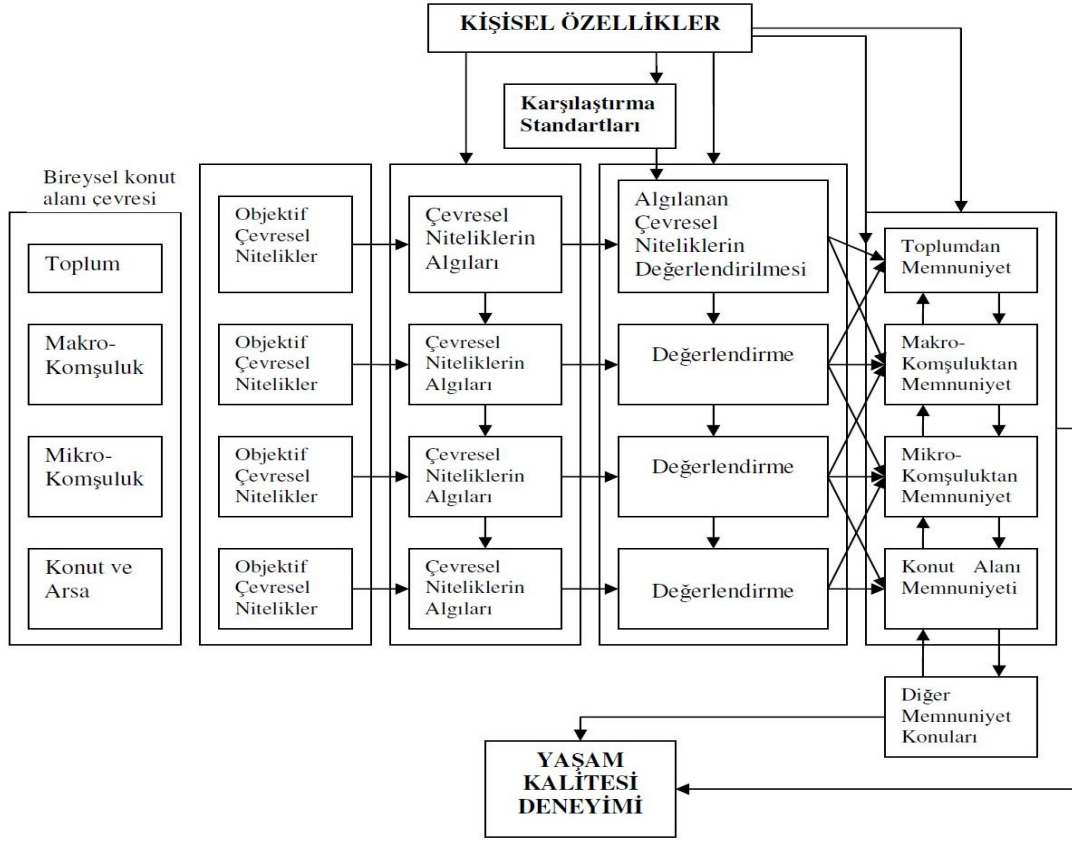 KİŞİSEL ÖZELLİKLER
Karşılaştırma
Standartları
Bireysel konut
alanı çevresi
Toplum
Objektif
Çevresel
Nitelikler
Çevresel
Niteliklerin
Algıları
Algılanan
Çevresel
Niteliklerin
Değerlendirilmesi
Toplumdan
Memnuniyet
Makro-
Komşuluk
Objektif
Çevresel
Nitelikler
Çevresel
Niteliklerin
Algıları
Değerlendirme
Makro-
Komşuluktan
Memnuniyet
Mikro-
Komşuluk
Objektif
Çevresel
Nitelikler
Çevresel
Niteliklerin
Algıları
Değerlendirme
Mikro-
Komşuluktan
Memnuniyet
Konut ve
Arsa
Objektif
Çevresel
Nitelikler
Çevresel
Niteliklerin
Algıları
Değerlendirme
Konut Alanı
Memnuniyeti
Diğer
Memnuniyet
Konuları
YAŞAM
KALİTESİ
DENEYİMİ